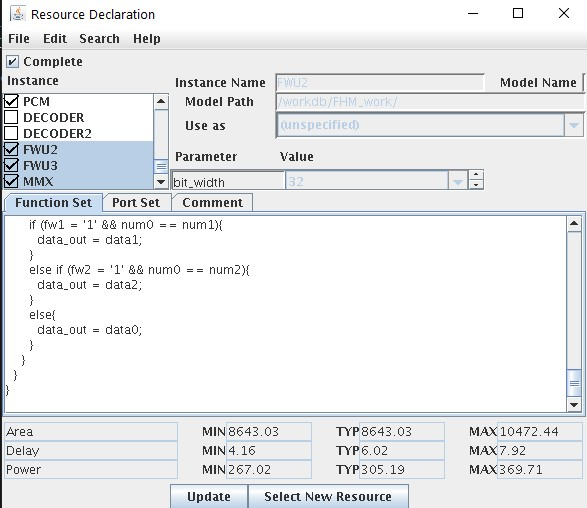 Resource Declaration
File Edit Search Help
Complete
Instance
Instance Name FWU2 Model Name
PCM
Model Path /workdb/FHM_work/
DECODER
Use as (unspecified)
DECODER2
FWU2
Parameter Value
FWU3
MMX
bit_width 32
Function Set Port Set Comment
if (fw1 = '1' && num0 == num1){
data_out = data1;
}
else if (fw2 = '1' && num0 == num2){
data_out = data2;
}
else{
data_out = data0;
}
}
}
}
Area MIN 8643.03 TYP 8643.03 MAX 10472.44
Delay MIN 4.16 TYP 6.02 MAX 7.92
Power MIN 267.02 TYP 305.19 MAX 369.71
Update Select New Resource